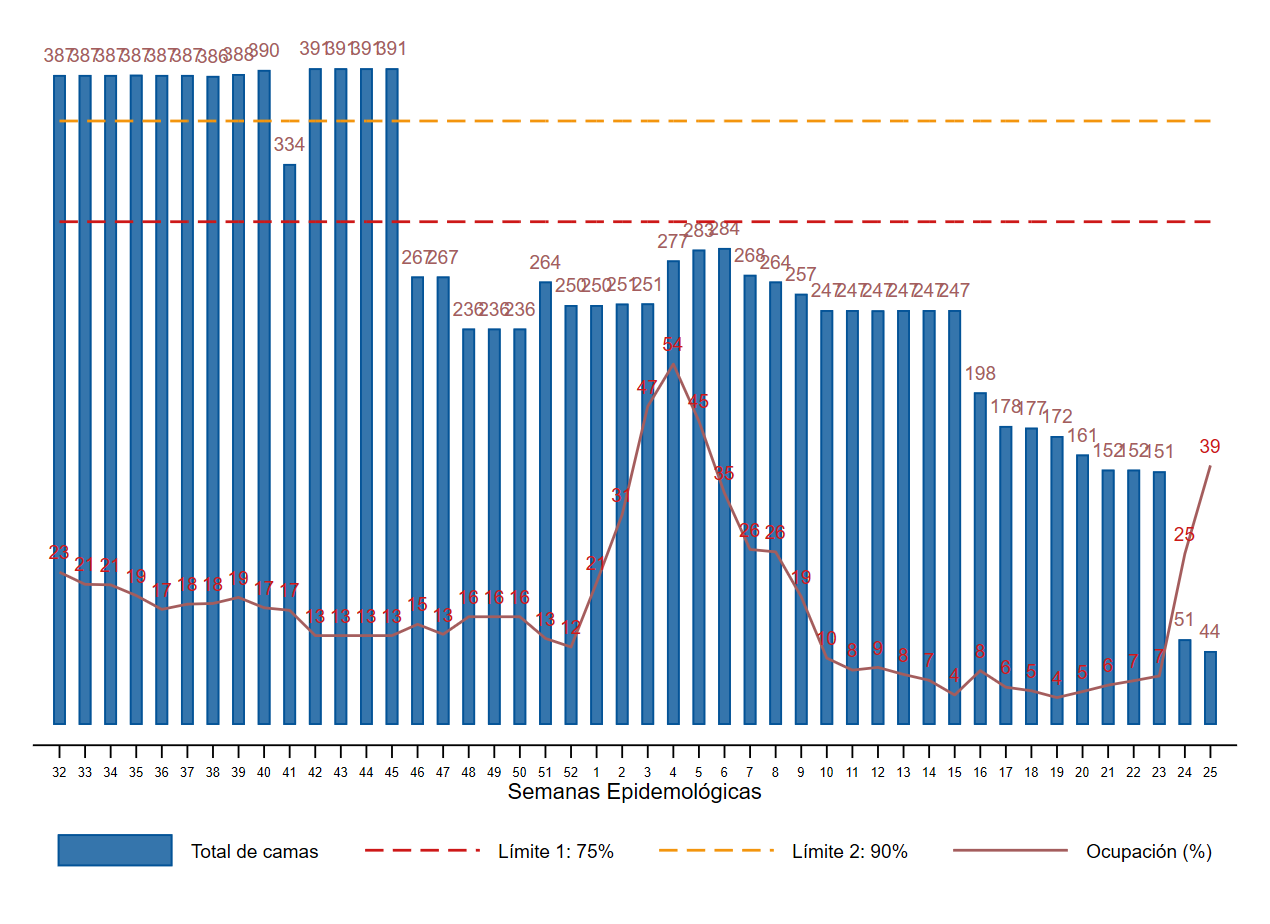 387 387 387 387 387 387 386 388 390 334 391 391 391 391 267 267 236 236 236 264 250 250 251 251 277 283 284 268 264 257 247 247 247 247 247 247 198 178 177 172 161 152 152 151 51 44
23 21 21 19 17 18 18 19 17 17 13 13 13 13 15 13 16 16 16 13 12 21 31 47 54 45 35 26 26 19 10 8 9 8 7 4 8 6 5 4 5 6 7 7 25 39
32 33 34 35 36 37 38 39 40 41 42 43 44 45 46 47 48 49 50 51 52 1 2 3 4 5 6 7 8 9 10 11 12 13 14 15 16 17 18 19 20 21 22 23 24 25
Semanas Epidemológicas
Total de camas Límite 1: 75% Límite 2: 90% Ocupación (%)